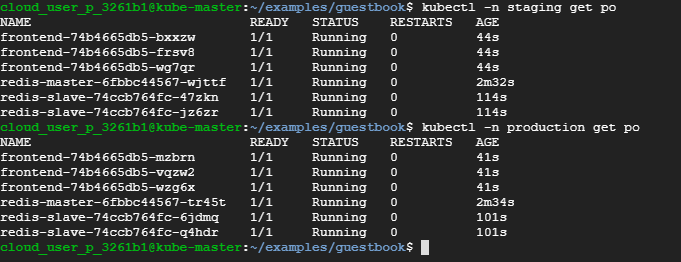 cloud_user_p_3261b1@kube-master:~/examples/guestbook$ kubectl -n staging get po
NAME READY STATUS RESTARTS AGE
frontend-74b4665db5-bxxzw 1/1 Running 0 44s
frontend-74b4665db5-frsv8 1/1 Running 0 44s
frontend-74b4665db5-wg7qr 1/1 Running 0 44s
redis-master-6fbbc44567-wjttf 1/1 Running 0 2m32s
redis-slave-74ccb764fc-47zkn 1/1 Running 0 114s
redis-slave-74ccb764fc-jz6zr 1/1 Running 0 114s
cloud_user_p_3261b1@kube-master:~/examples/guestbook$ kubectl -n production get po
NAME READY STATUS RESTARTS AGE
frontend-74b4665db5-mzbrn 1/1 Running 0 41s
frontend-74b4665db5-vqzw2 1/1 Running 0 41s
frontend-74b4665db5-wzg6x 1/1 Running 0 41s
redis-master-6fbbc44567-tr45t 1/1 Running 0 2m34s
redis-slave-74ccb764fc-6jdmq 1/1 Running 0 101s
redis-slave-74ccb764fc-q4hdr 1/1 Running 0 101s
cloud_user_p_3261b1@kube-master:~/examples/guestbook$